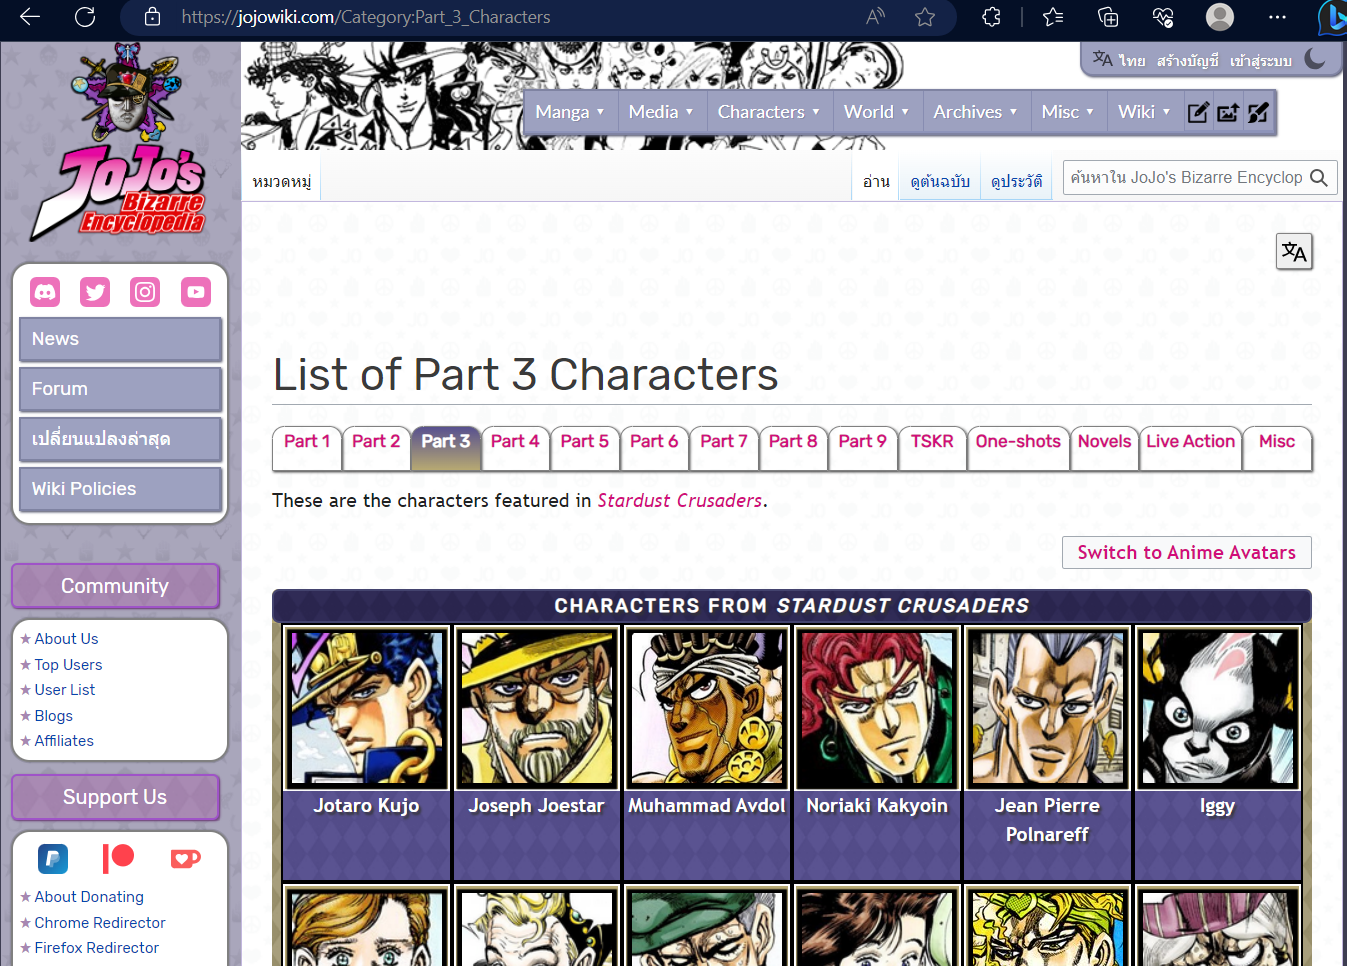 https://jojowiki.com/Category:Part_3_Characters
ไทย สร้างบัญชี เข้าสู่ระบบ
JoJo's
Bizarre
Encyclopedia
Manga Media Characters World Archives Misc Wiki
หมวดหมู่ อ่าน ดูต้นฉบับ ดูประวัติ ค้นหาใน JoJo's Bizarre Encyclop
News
Forum
เปลี่ยนแปลงล่าสุด
Wiki Policies
Community
★ About Us
★ Top Users
★ User List
★ Blogs
★ Affiliates
Support Us
★ About Donating
★ Chrome Redirector
★ Firefox Redirector
List of Part 3 Characters
Part 1 Part 2 Part 3 Part 4 Part 5 Part 6 Part 7 Part 8 Part 9 TSKR One-shots Novels Live Action Misc
These are the characters featured in Stardust Crusaders.
Switch to Anime Avatars
CHARACTERS FROM STARDUST CRUSADERS
Jotaro Kujo
Joseph Joestar
Muhammad Avdol
Noriaki Kakyoin
Jean Pierre
Polnareff
Iggy